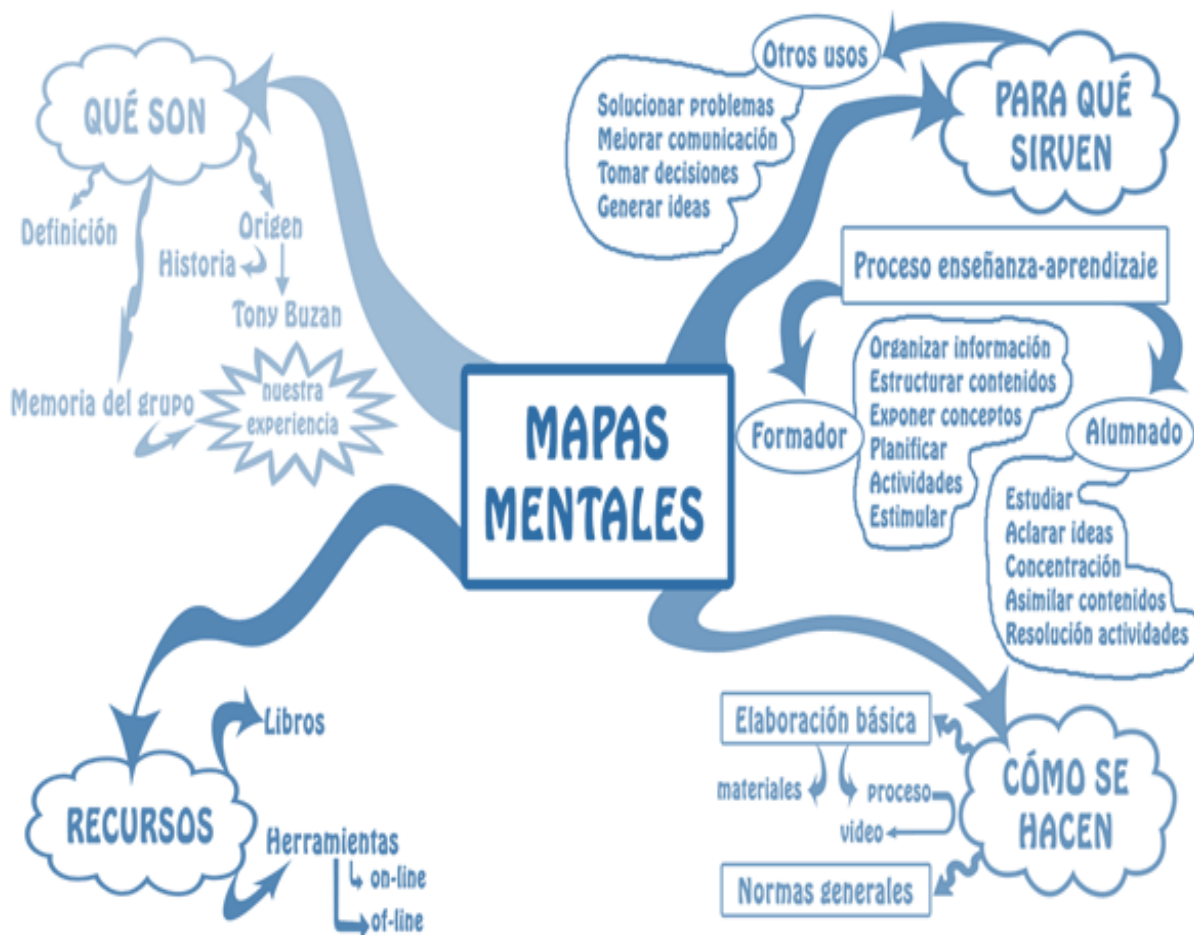 MAPAS
MENTALES
QUÉ SON
Definición
Origen
Historia
Tony Buzan
Memoria del grupo
nuestra
experiencia
PARA QUÉ
SIRVEN
Otros usos
Solucionar problemas
Mejorar comunicación
Tomar decisiones
Generar ideas
Proceso enseñanza-aprendizaje
Formador
Organizar información
Estructurar contenidos
Exponer conceptos
Planificar
Actividades
Estimular
Alumnado
Estudiar
Aclarar ideas
Concentración
Asimilar contenidos
Resolución actividades
CÓMO SE
HACEN
Elaboración básica
materiales
proceso
video
Normas generales
RECURSOS
Libros
Herramientas
on-line
of-line